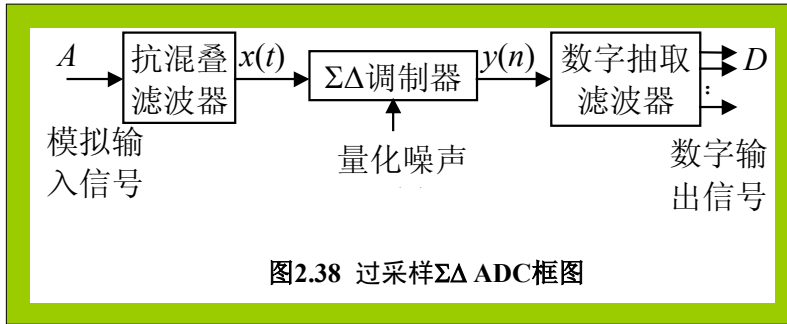 A
抗混叠
滤波器
x(t)
ΣΔ调制器
y(n)
数字抽取
滤波器
D
⋮
模拟输
入信号
量化噪声
数字输
出信号
图2.38 过采样ΣΔ ADC框图